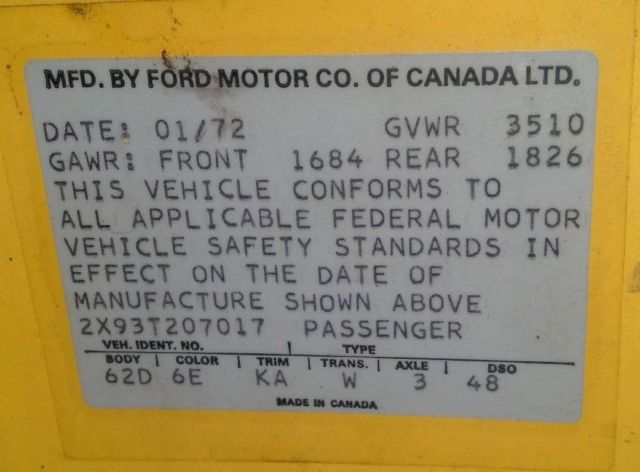 MFD. BY FORD MOTOR CO. OF CANADA LTD.
DATE: 01/72 GVWR 3510
GAWR: FRONT 1684 REAR 1826
THIS VEHICLE CONFORMS TO
ALL APPLICABLE FEDERAL MOTOR
VEHICLE SAFETY STANDARDS IN
EFFECT ON THE DATE OF
MANUFACTURE SHOWN ABOVE
2X93T207017 PASSENGER
VEH. IDENT. NO. | TYPE
BODY | COLOR | TRIM | TRANS. | AXLE | DSO
62D 6E KA W 3 48
MADE IN CANADA